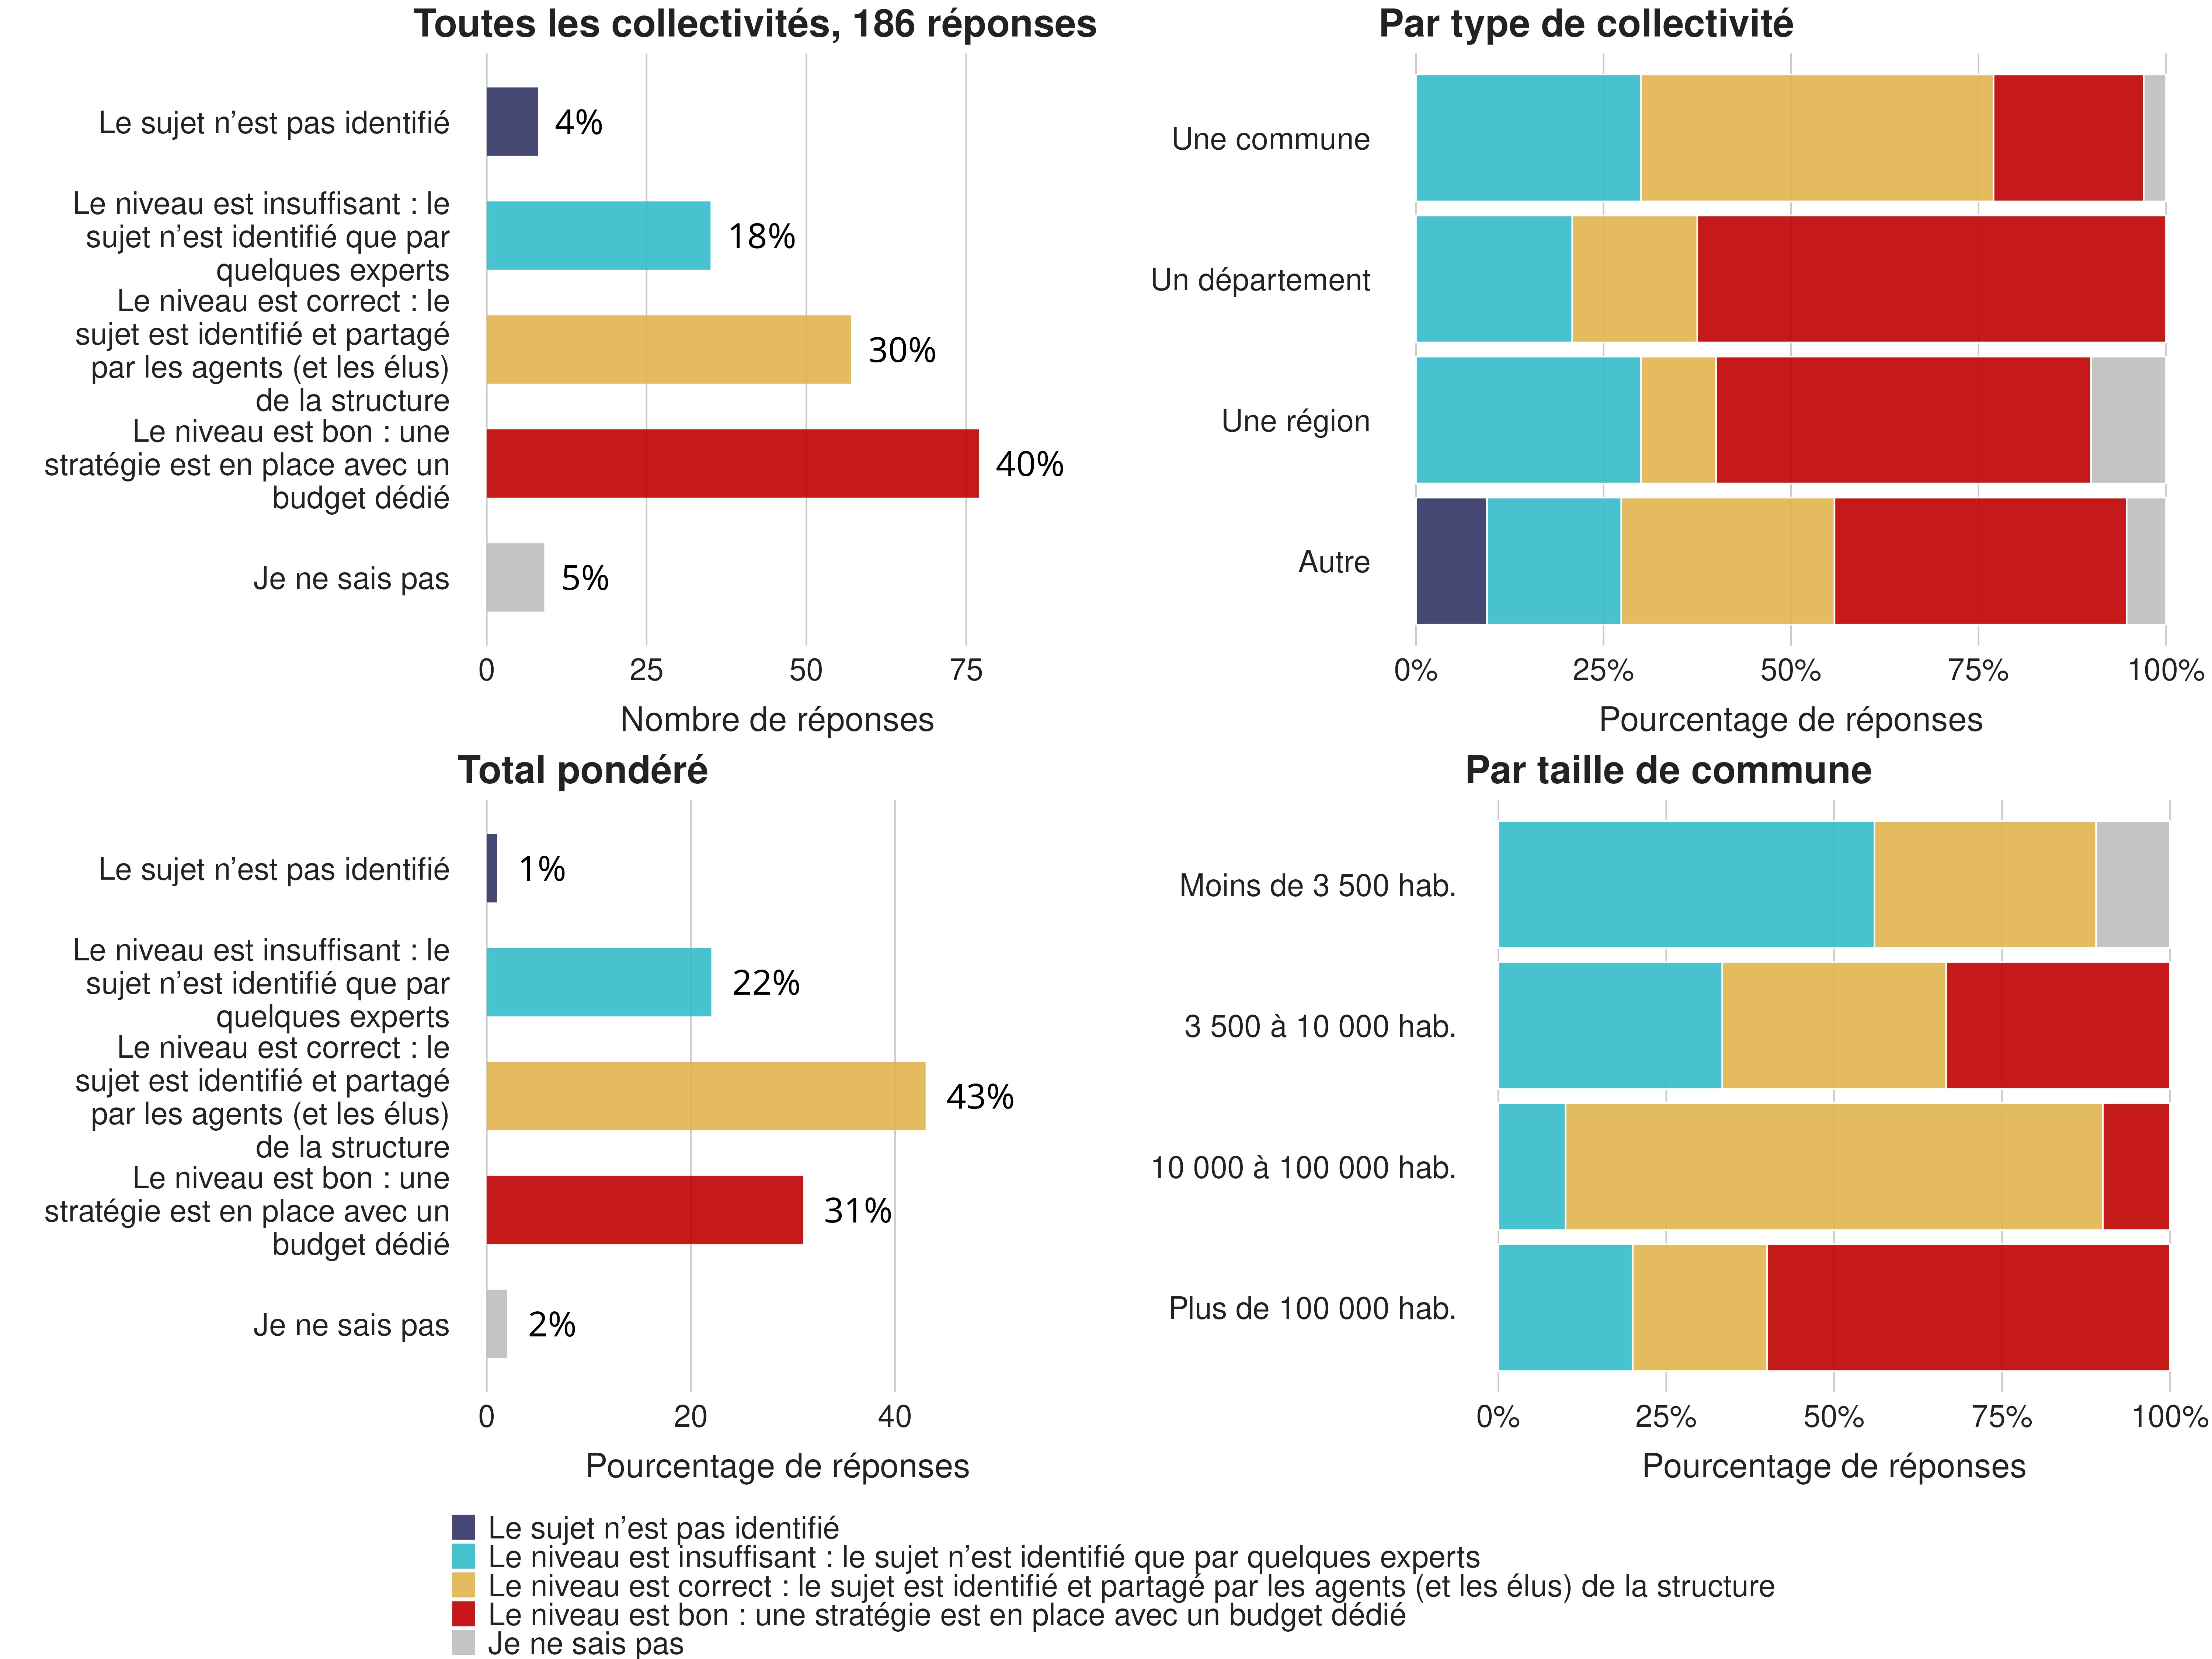 Toutes les collectivités, 186 réponses
Le sujet n’est pas identifié
4%
Le niveau est insuffisant : le
sujet n’est identifié que par
quelques experts
18%
Le niveau est correct : le
sujet est identifié et partagé
par les agents (et les élus)
de la structure
30%
Le niveau est bon : une
stratégie est en place avec un
budget dédié
40%
Je ne sais pas
5%
0 25 50 75
Nombre de réponses
Par type de collectivité
Une commune
Un département
Une région
Autre
0% 25% 50% 75% 100%
Pourcentage de réponses
Total pondéré
Le sujet n’est pas identifié
1%
Le niveau est insuffisant : le
sujet n’est identifié que par
quelques experts
22%
Le niveau est correct : le
sujet est identifié et partagé
par les agents (et les élus)
de la structure
43%
Le niveau est bon : une
stratégie est en place avec un
budget dédié
31%
Je ne sais pas
2%
0 20 40
Pourcentage de réponses
Par taille de commune
Moins de 3 500 hab.
3 500 à 10 000 hab.
10 000 à 100 000 hab.
Plus de 100 000 hab.
0% 25% 50% 75% 100%
Pourcentage de réponses
Le sujet n’est pas identifié
Le niveau est insuffisant : le sujet n’est identifié que par quelques experts
Le niveau est correct : le sujet est identifié et partagé par les agents (et les élus) de la structure
Le niveau est bon : une stratégie est en place avec un budget dédié
Je ne sais pas